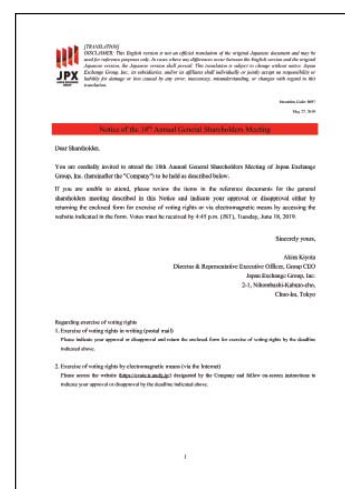 [TRANSLATION]
DISCLAIMER: This English version is not an official translation of the original Japanese document and may be
used for reference purposes only. In cases where any differences occur between the English version and the original
Japanese version, the Japanese version shall prevail. This translation is subject to change without notice. Japan
Exchange Group, Inc., its subsidiaries, and/or its affiliates shall individually or jointly accept no responsibility or
liability for damage or loss caused by any error, inaccuracy, misunderstanding, or changes with regard to this
translation.
JPX
Securities Code: 8697
May 27, 2019
Notice of the 18th Annual General Shareholders Meeting
Dear Shareholder,
You are cordially invited to attend the 18th Annual General Shareholders Meeting of Japan Exchange
Group, Inc. (hereinafter the "Company") to be held as described below.
If you are unable to attend, please review the items in the reference documents for the general
shareholders meeting described in this Notice and indicate your approval or disapproval either by
returning the enclosed form for exercise of voting rights or via electromagnetic means by accessing the
website indicated in the form. Votes must be received by 4:45 p.m. (JST), Tuesday, June 18, 2019.
Sincerely yours,
Akira Kiyota
Director & Representative Executive Officer, Group CEO
Japan Exchange Group, Inc.
2-1, Nihombashi-Kabuto-cho,
Chuo-ku, Tokyo
Regarding exercise of voting rights
1. Exercise of voting rights in writing (postal mail)
Please indicate your approval or disapproval and return the enclosed form for exercise of voting rights by the deadline
indicated above.
2. Exercise of voting rights by electromagnetic means (via the Internet)
Please access the website designated by the Company and follow on-screen instructions to
indicate your approval or disapproval by the deadline indicated above.
1